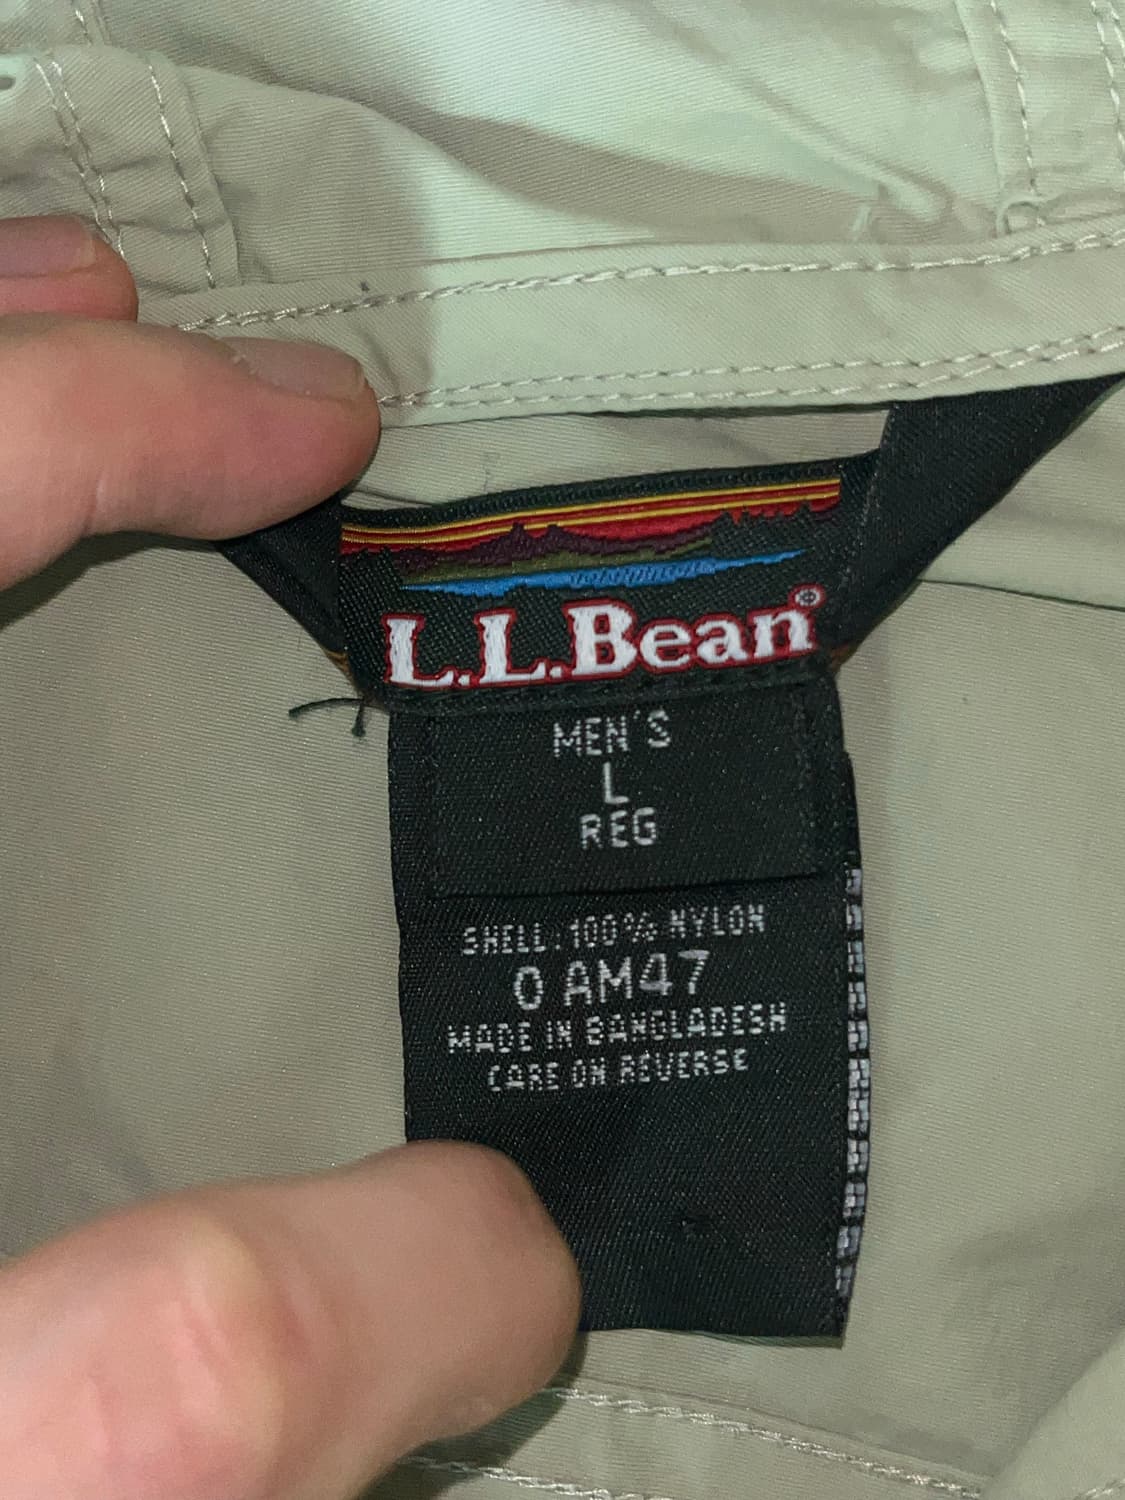 L.L.Bean®
MEN'S
L
REG
SHELL: 100% NYLON
0 AM47
MADE IN BANGLADESH
CARE ON REVERSE